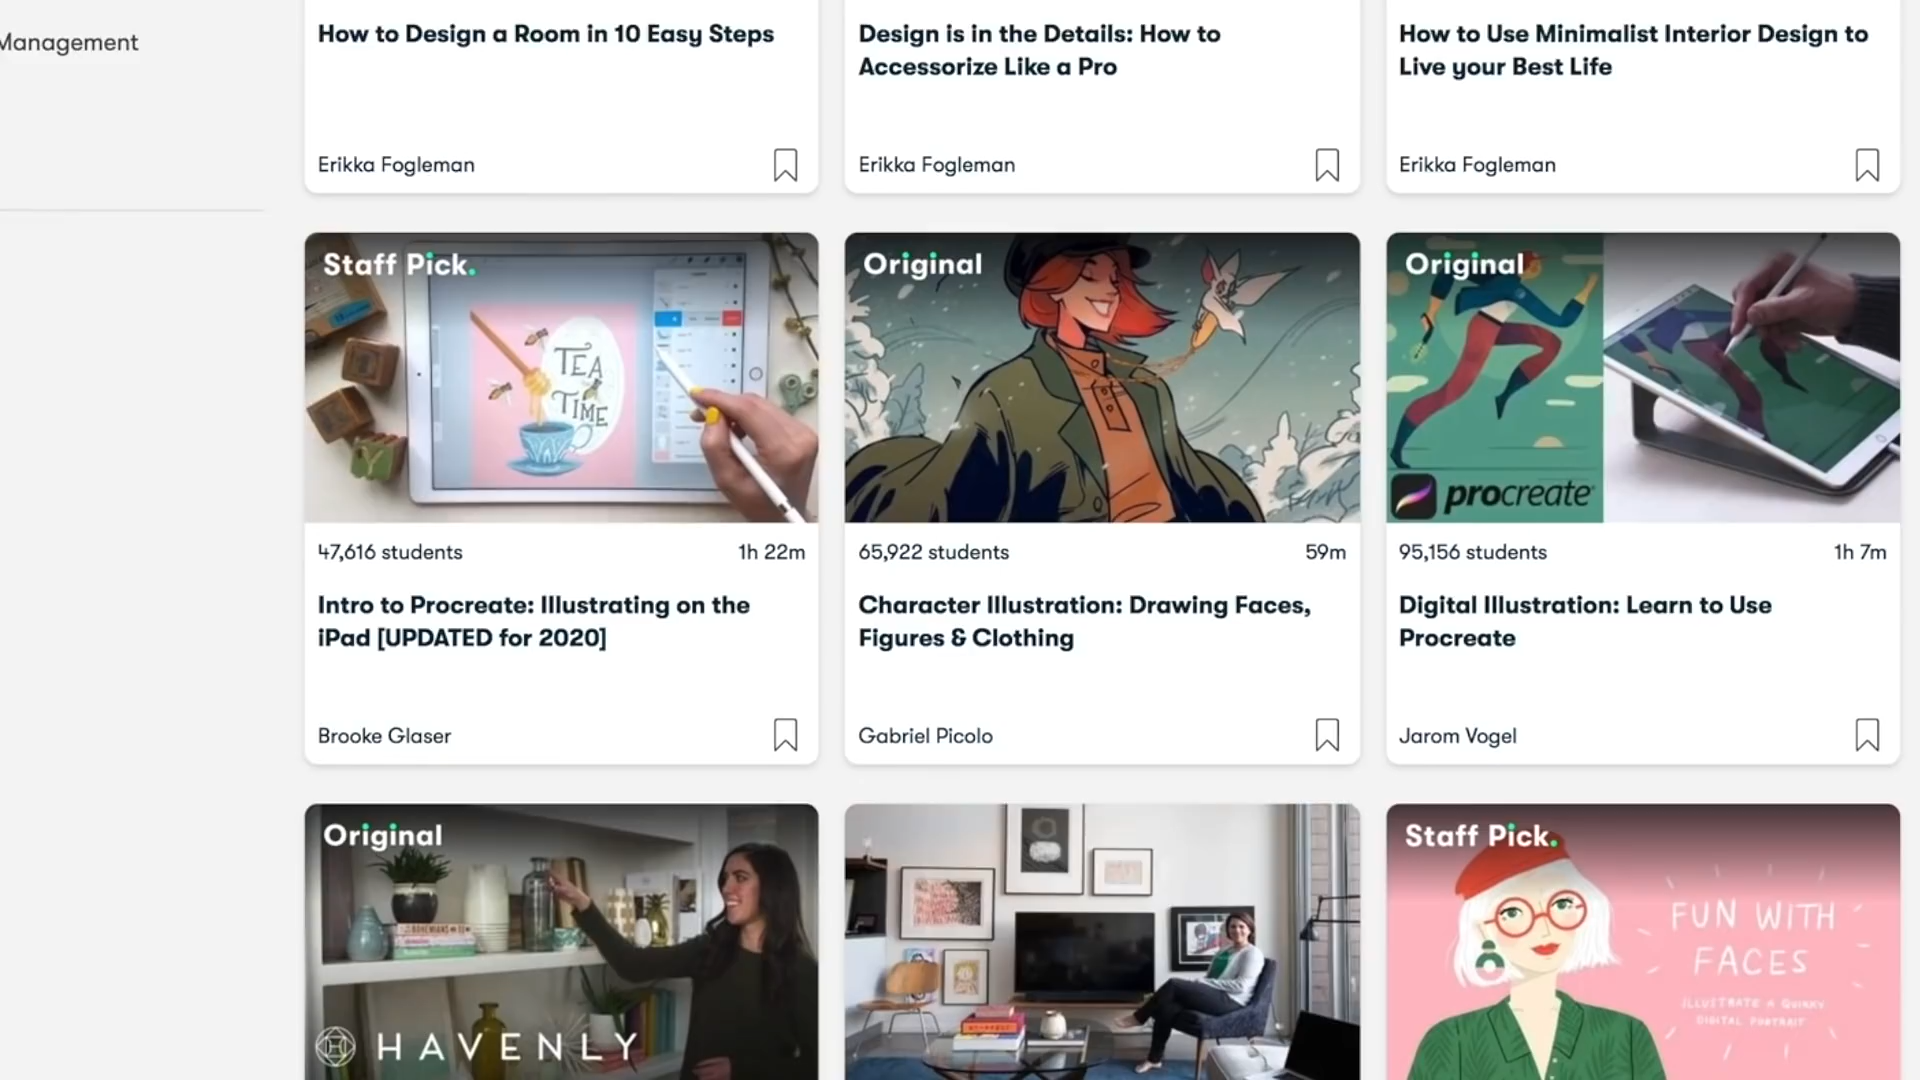 Management
How to Design a Room in 10 Easy Steps
Erikka Fogleman
Design is in the Details: How to
Accessorize Like a Pro
Erikka Fogleman
How to Use Minimalist Interior Design to
Live your Best Life
Erikka Fogleman
Staff Pick.
TEA
TIME
47,616 students
1h 22m
Intro to Procreate: Illustrating on the
iPad [UPDATED for 2020]
Brooke Glaser
Original
65,922 students
59m
Character Illustration: Drawing Faces,
Figures & Clothing
Gabriel Picolo
Original
procreate
95,156 students
1h 7m
Digital Illustration: Learn to Use
Procreate
Jarom Vogel
Original
HAVENLY
Staff Pick.
FUN WITH
FACES
ILLUSTRATE A QUIRKY
DIGITAL PORTRAIT